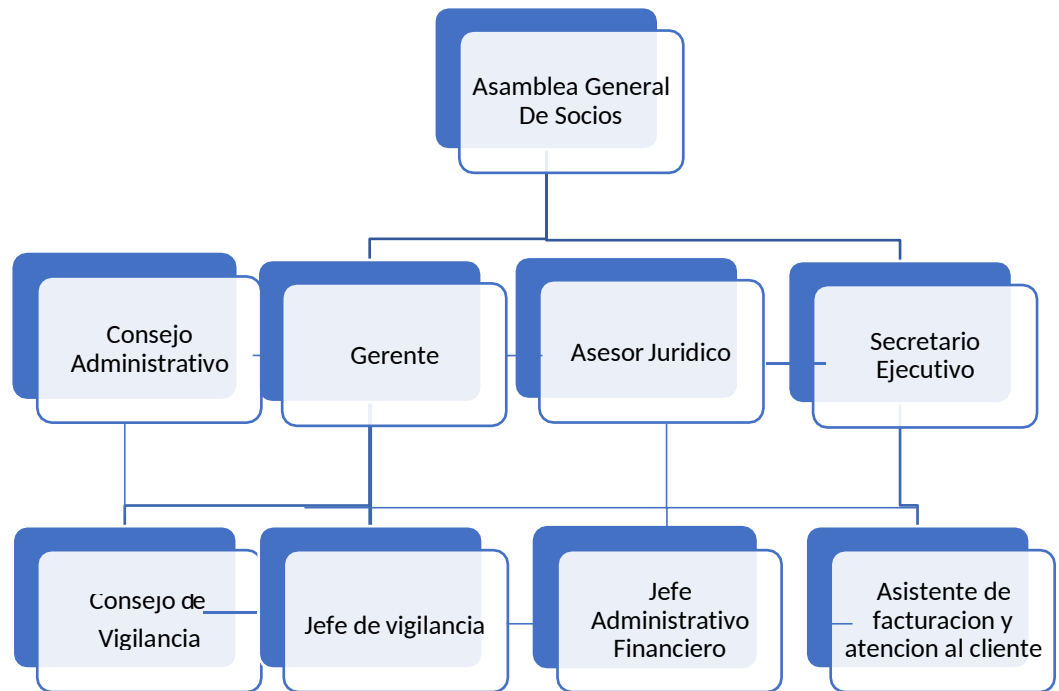 Asamblea General
De Socios
Consejo
Administrativo
Gerente
Asesor Juridico
Secretario
Ejecutivo
Consejo de
Vigilancia
Jefe de vigilancia
Jefe
Administrativo
Financiero
Asistente de
facturacion y
atencion al cliente